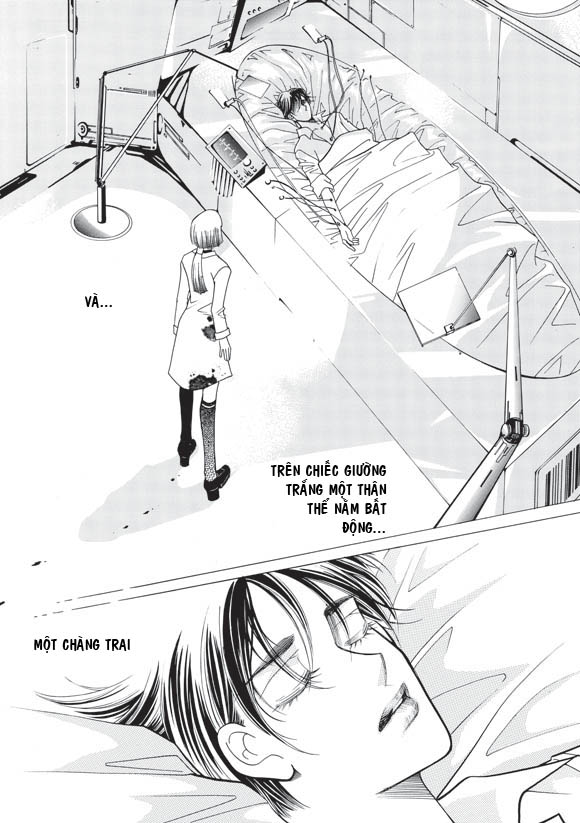 VÀ...
TRÊN CHIẾC GIƯỜNG
TRẮNG MỘT THÂN
THỂ NẰM BẤT
ĐỘNG...
MỘT CHÀNG TRAI